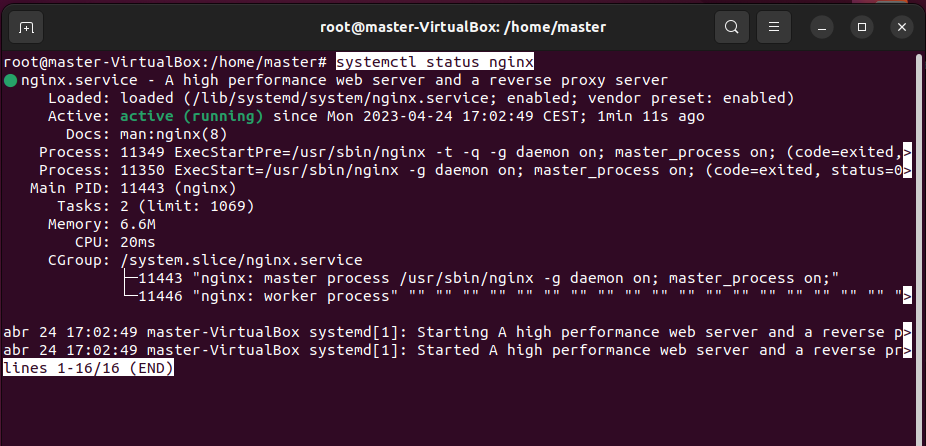 root@master-VirtualBox: /home/master
root@master-VirtualBox:/home/master# systemctl status nginx
● nginx.service - A high performance web server and a reverse proxy server
     Loaded: loaded (/lib/systemd/system/nginx.service; enabled; vendor preset: enabled)
     Active: active (running) since Mon 2023-04-24 17:02:49 CEST; 1min 11s ago
       Docs: man:nginx(8)
    Process: 11349 ExecStartPre=/usr/sbin/nginx -t -q -g daemon on; master_process on; (code=exited,>
    Process: 11350 ExecStart=/usr/sbin/nginx -g daemon on; master_process on; (code=exited, status=0>
   Main PID: 11443 (nginx)
      Tasks: 2 (limit: 1069)
     Memory: 6.6M
        CPU: 20ms
     CGroup: /system.slice/nginx.service
             ├─11443 "nginx: master process /usr/sbin/nginx -g daemon on; master_process on;"
             └─11446 "nginx: worker process" "" "" "" "" "" "" "" "" "" "" "" "" "" "" "" "" "" "" ">
abr 24 17:02:49 master-VirtualBox systemd[1]: Starting A high performance web server and a reverse p>
abr 24 17:02:49 master-VirtualBox systemd[1]: Started A high performance web server and a reverse pr>
lines 1-16/16 (END)